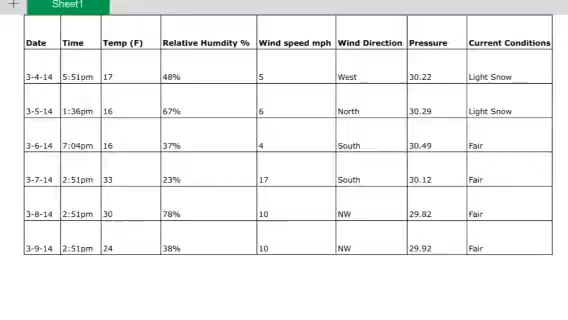 + Sheet1
Date Time Temp (F) Relative Humdity % Wind speed mph Wind Direction Pressure Current Conditions
3-4-14 5:51pm 17 48% 5 West 30.22 Light Snow
3-5-14 1:36pm 16 67% 6 North 30.29 Light Snow
3-6-14 7:04pm 16 37% 4 South 30.49 Fair
3-7-14 2:51pm 33 23% 17 South 30.12 Fair
3-8-14 2:51pm 30 78% 10 NW 29.82 Fair
3-9-14 2:51pm 24 38% 10 NW 29.92 Fair